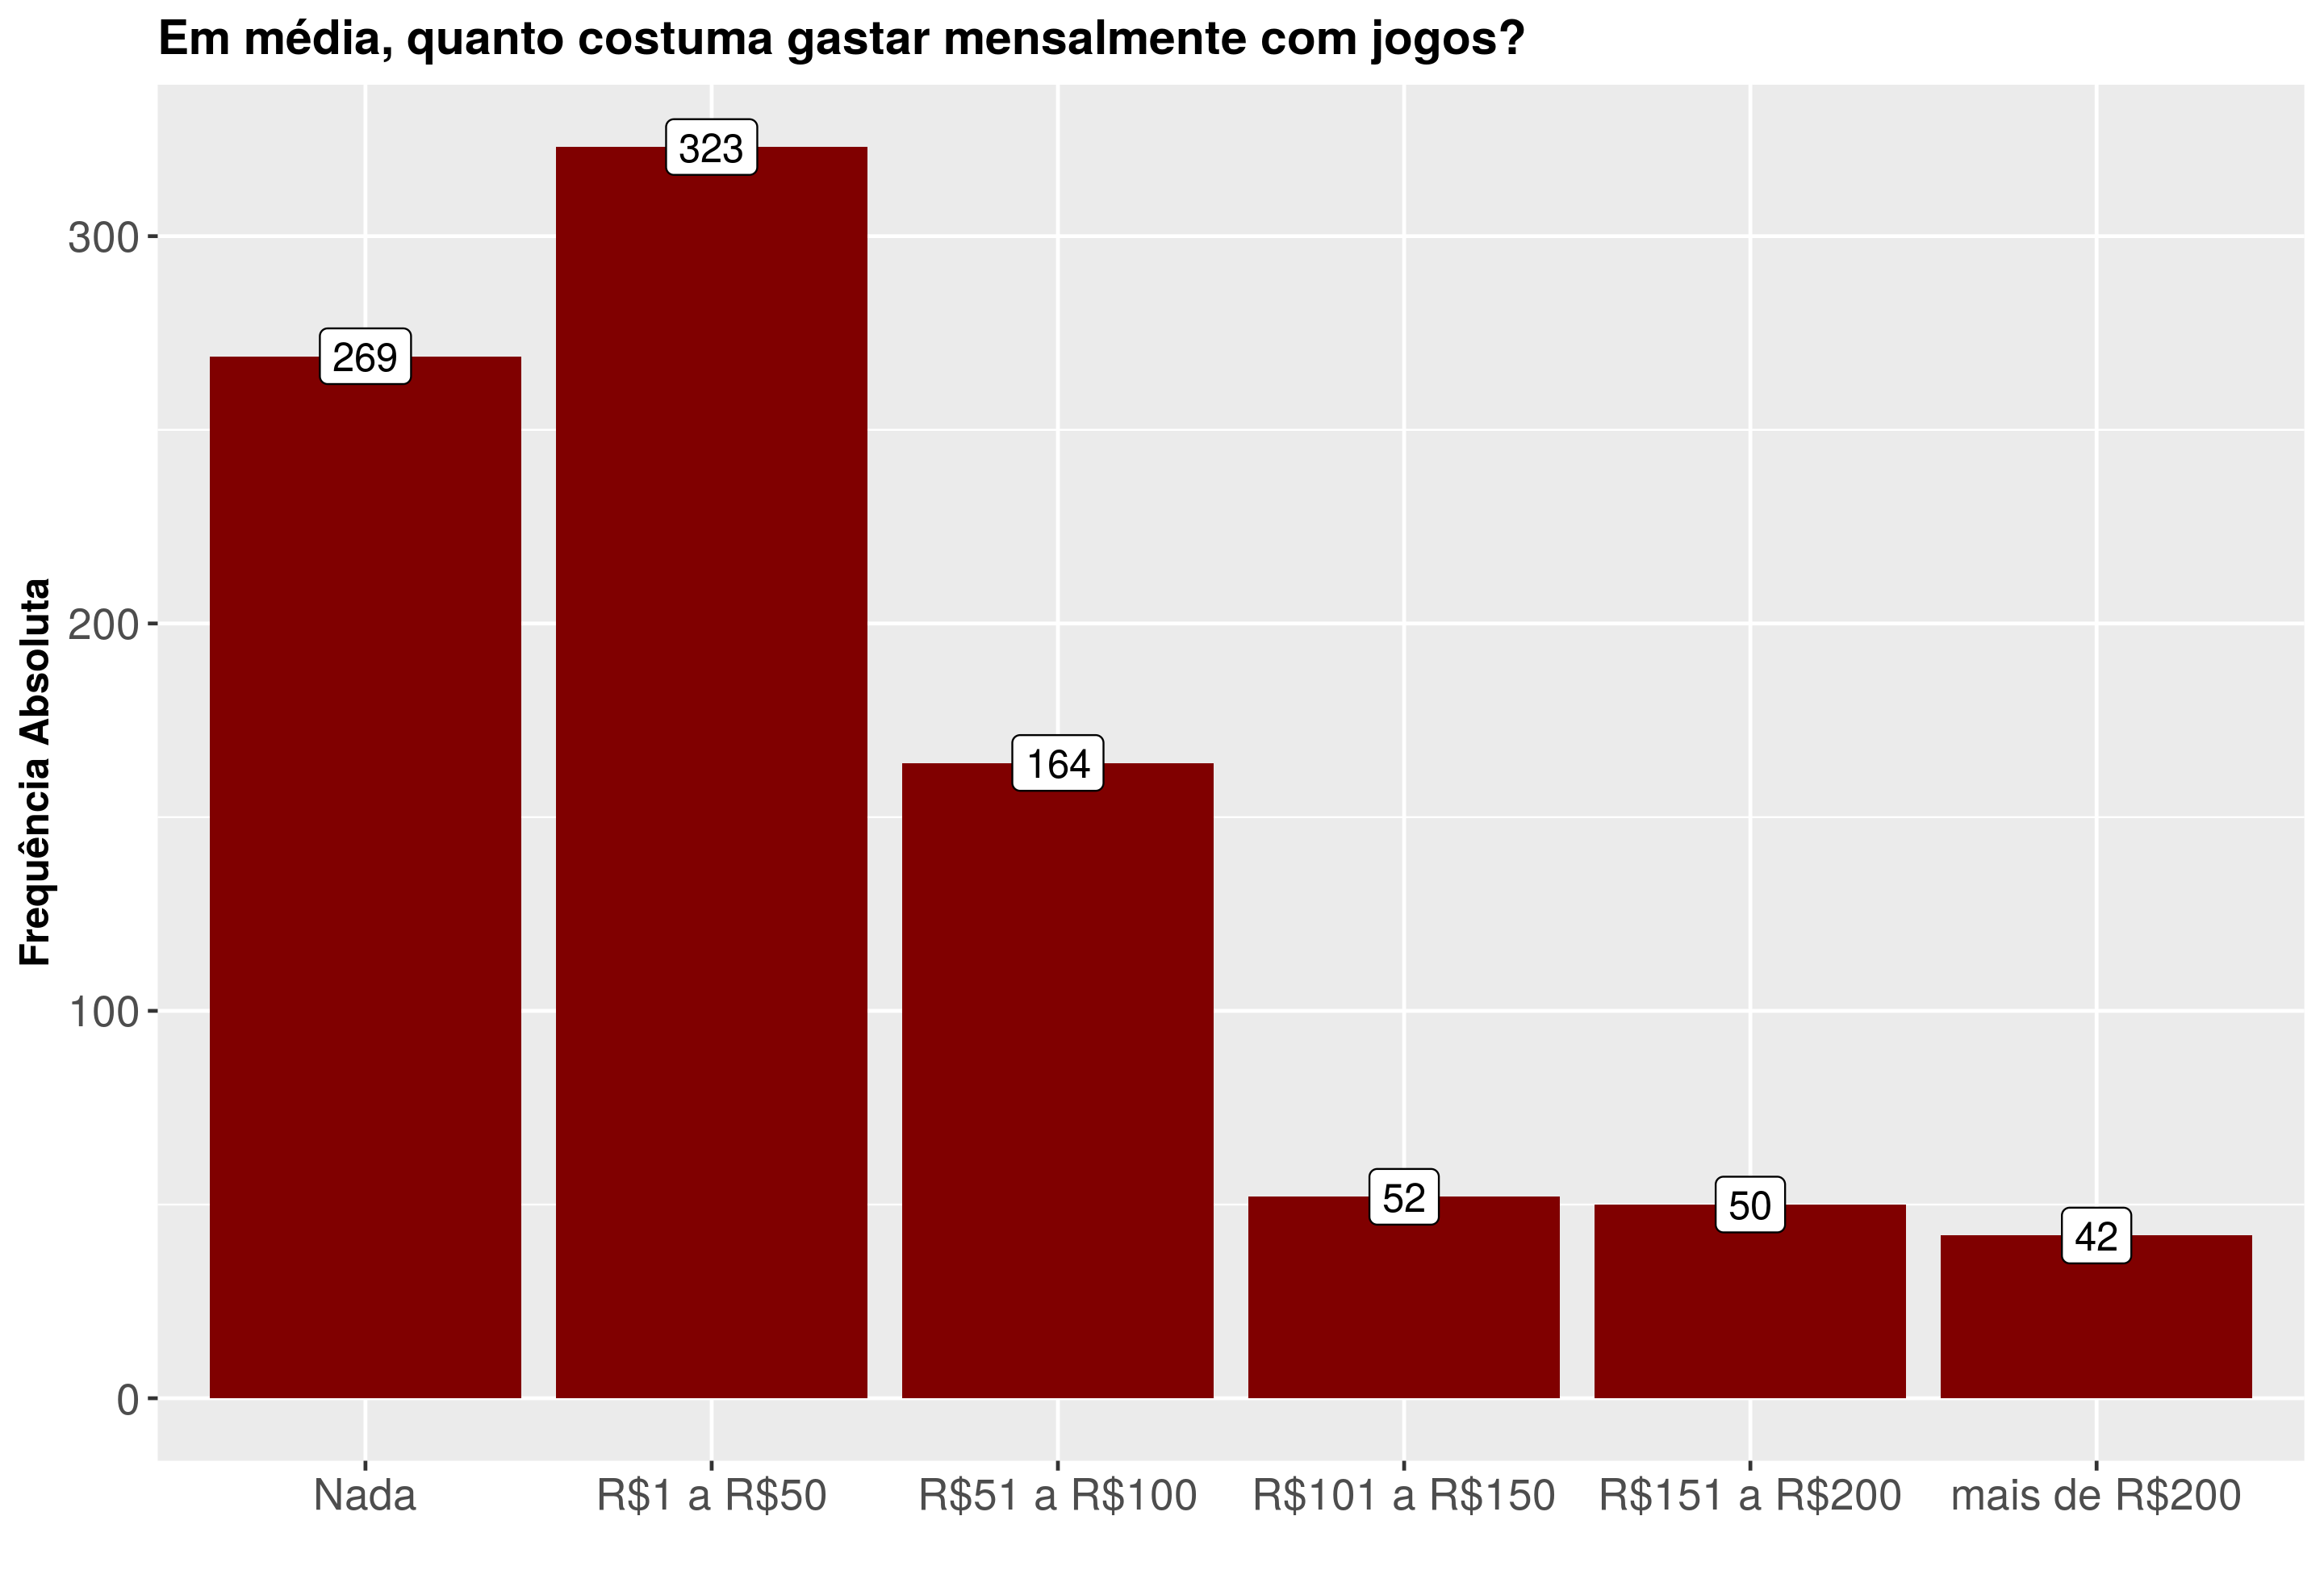 Em média, quanto costuma gastar mensalmente com jogos?
Frequência Absoluta
300
200
100
0
269
323
164
52
50
42
Nada
R$1 a R$50
R$51 a R$100
R$101 a R$150
R$151 a R$200
mais de R$200